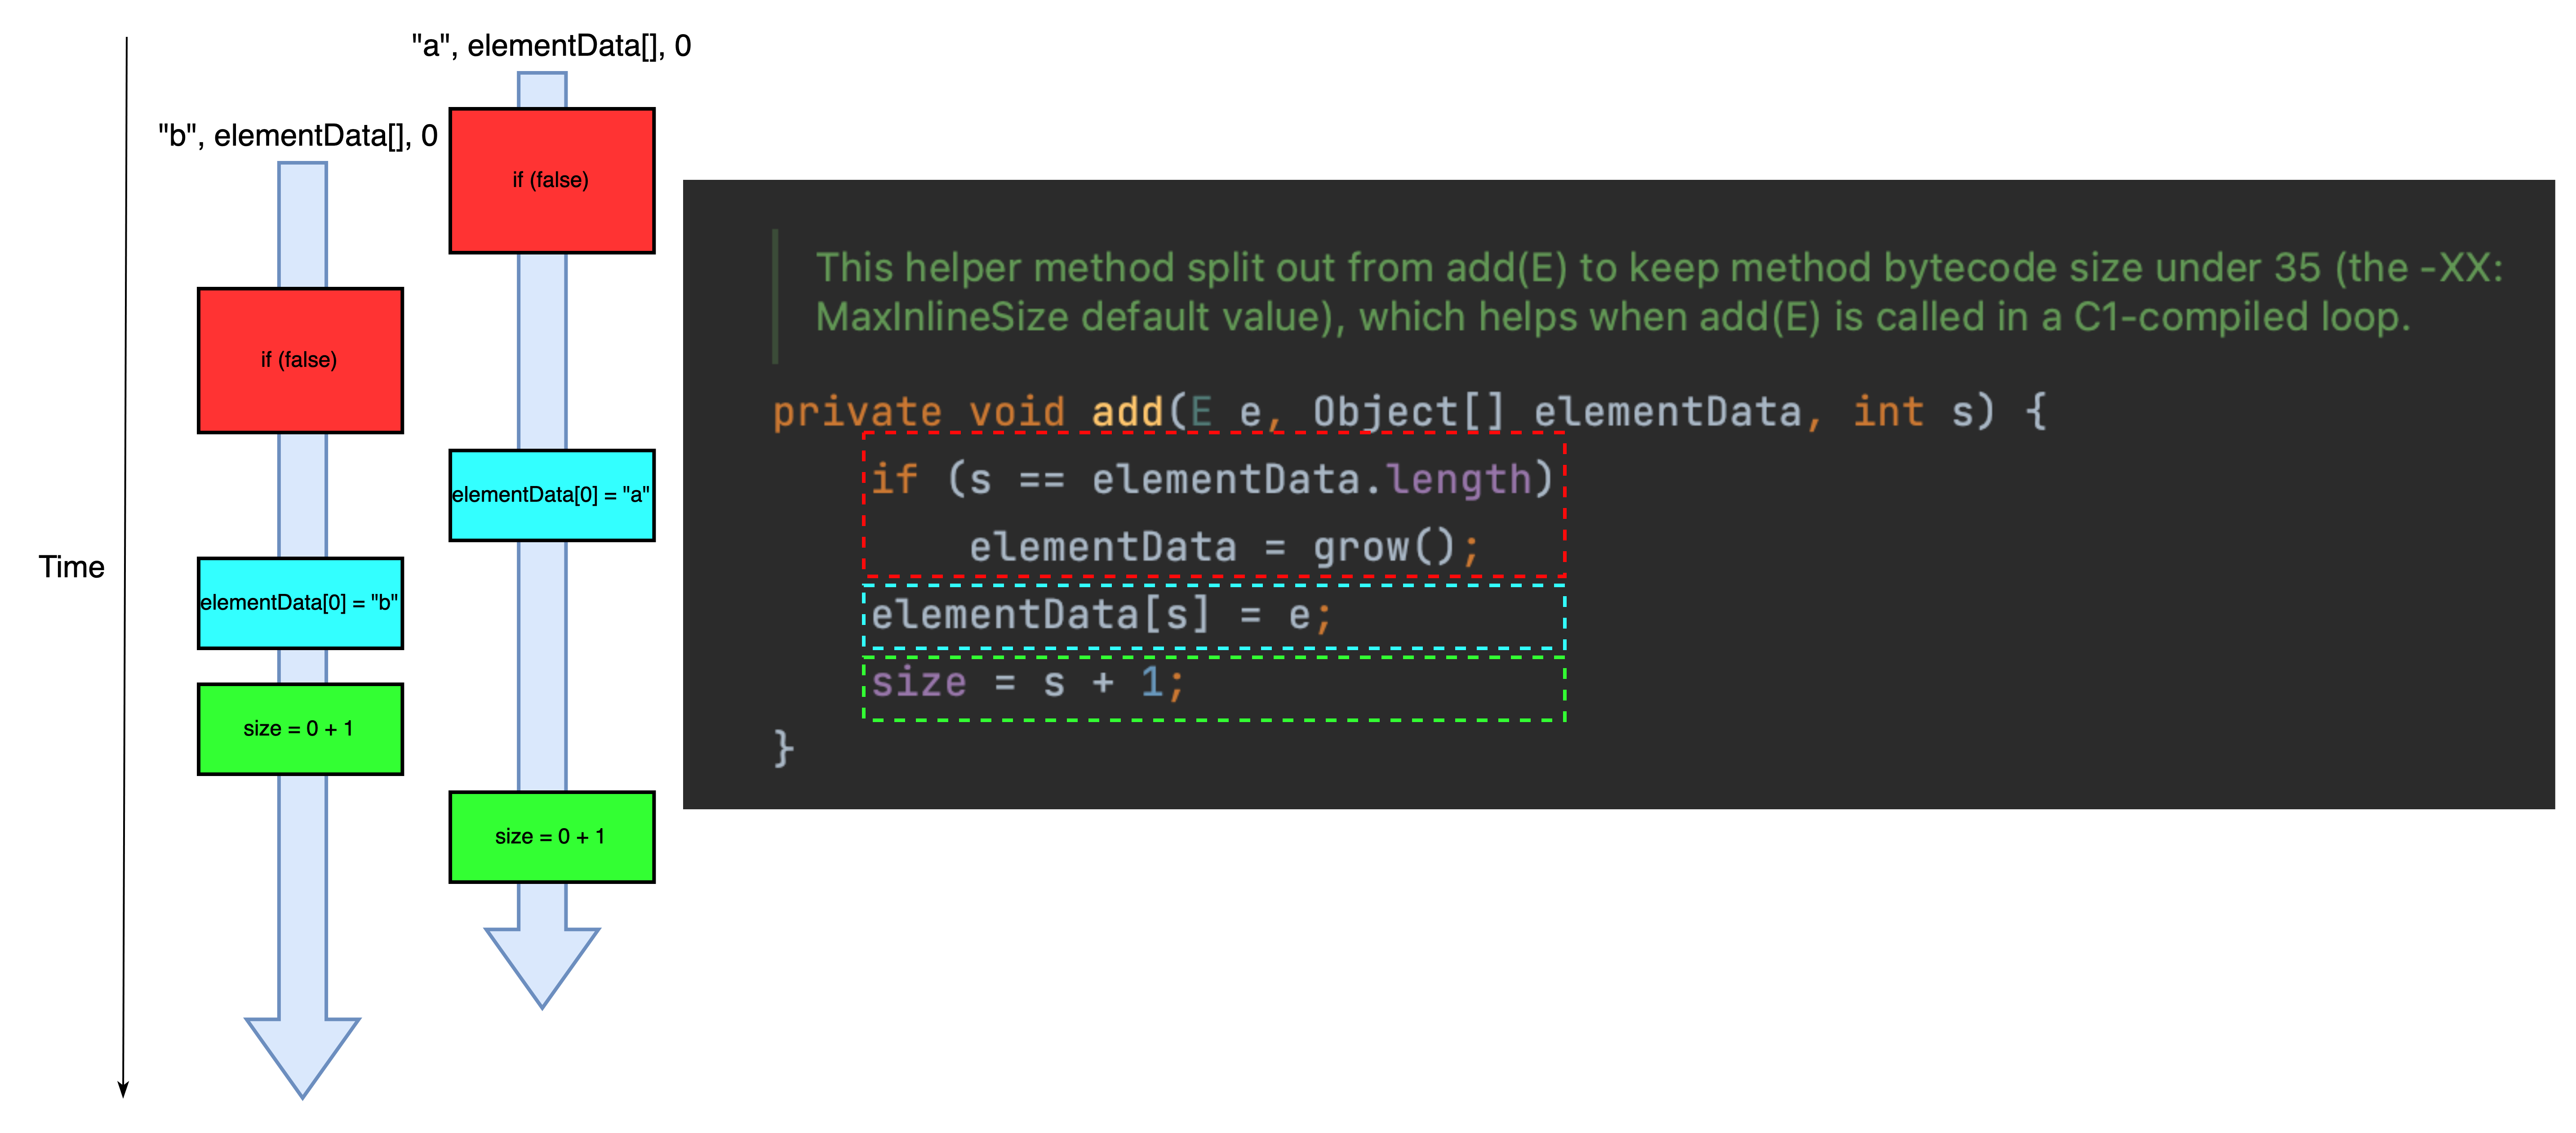 "a", elementData[], 0
"b", elementData[], 0
if (false)
if (false)
elementData[0] = "a"
Time
elementData[0] = "b"
size = 0 + 1
size = 0 + 1
This helper method split out from add(E) to keep method bytecode size under 35 (the -XX:
MaxInlineSize default value), which helps when add(E) is called in a C1-compiled loop.
private void add(E e, Object[] elementData, int s) {
if (s == elementData.length)
elementData = grow();
elementData[s] = e;
size = s + 1;
}